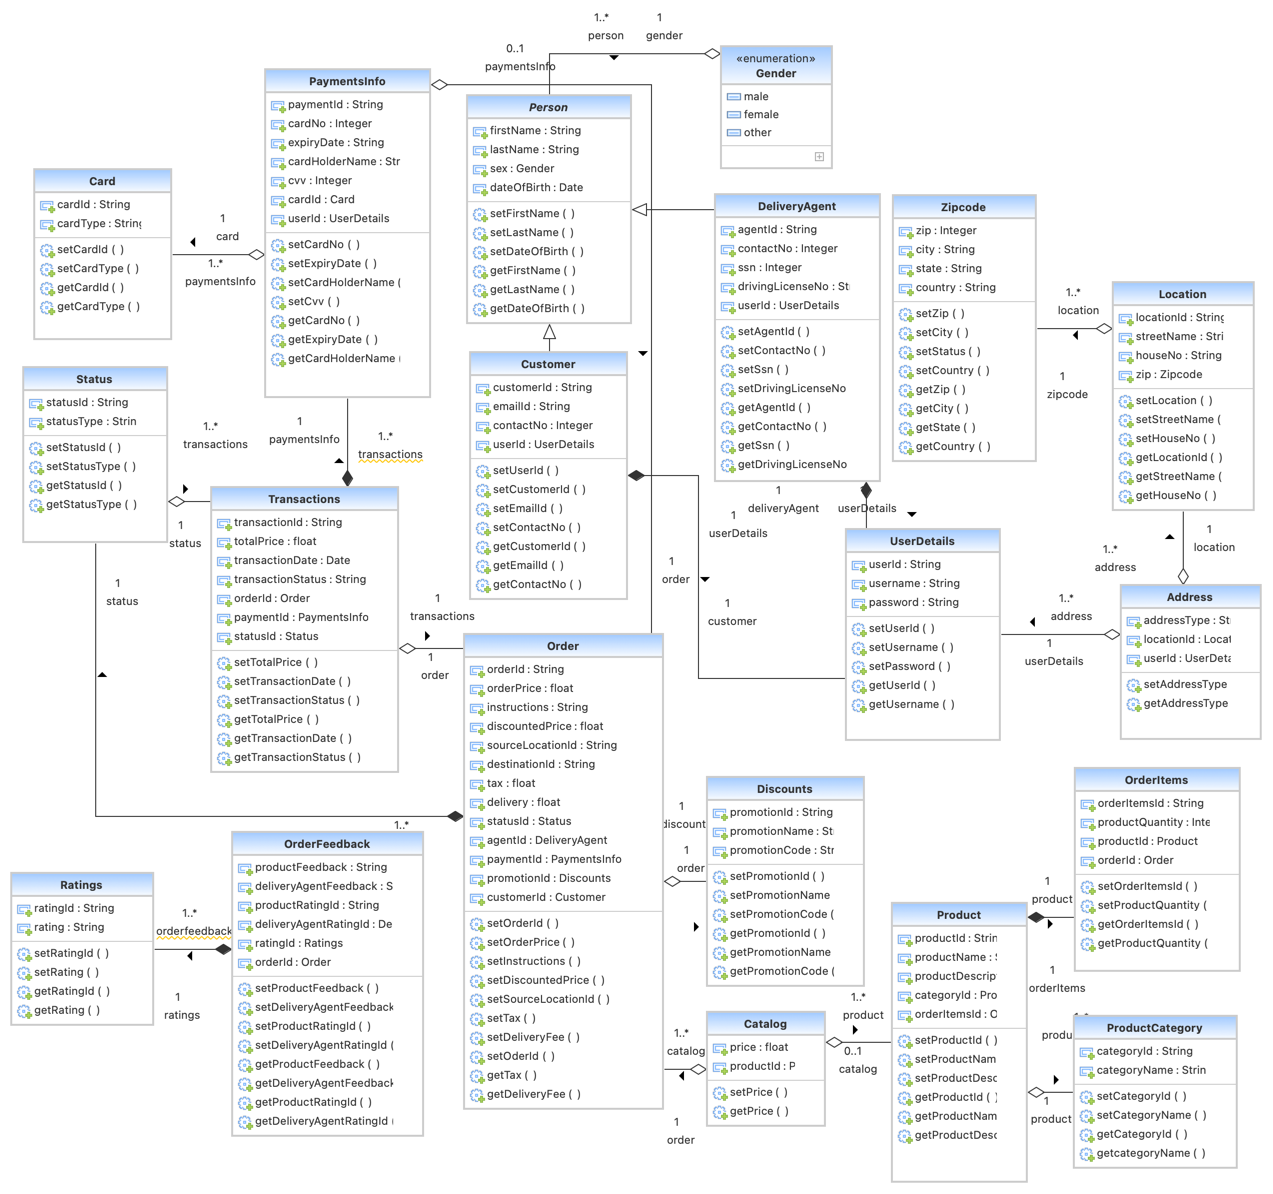 1..*
1
person
gender
0..1
paymentsInfo
«enumeration»
Gender
male
female
other
PaymentsInfo
paymentId : String
cardNo : Integer
expiryDate : String
cardHolderName : Str
cvv : Integer
cardId : Card
userId : UserDetails
setCardNo ( )
setExpiryDate ( )
setCardHolderName (
setCvv ( )
getCardNo ( )
getExpiryDate ( )
getCardHolderName (
Person
firstName : String
lastName : String
sex : Gender
dateOfBirth : Date
setFirstName ( )
setLastName ( )
setDateOfBirth ( )
getFirstName ( )
getLastName ( )
getDateOfBirth ( )
Card
cardId : String
cardType : String
setCardId ( )
setCardType ( )
getCardId ( )
getCardType ( )
1
card
1..*
paymentsInfo
DeliveryAgent
agentId : String
contactNo : Integer
ssn : Integer
drivingLicenseNo : St
userId : UserDetails
setAgentId ( )
setContactNo ( )
setSsn ( )
setDrivingLicenseNo
getAgentId ( )
getContactNo ( )
getSsn ( )
getDrivingLicenseNo
Zipcode
zip : Integer
city : String
state : String
country : String
setZip ( )
setCity ( )
setStatus ( )
setCountry ( )
getZip ( )
getCity ( )
getState ( )
getCountry ( )
1..*
location
1
zipcode
Location
locationId : String
streetName : Stri
houseNo : String
zip : Zipcode
setLocation ( )
setStreetName (
setHouseNo ( )
getLocationId ( )
getStreetName (
getHouseNo ( )
Status
statusId : String
statusType : Strin
setStatusId ( )
setStatusType ( )
getStatusId ( )
getStatusType ( )
1..*
transactions
1
status
1
paymentsInfo
1..*
transactions
Customer
customerId : String
emailId : String
contactNo : Integer
userId : UserDetails
setUserId ( )
setCustomerId ( )
setEmailId ( )
setContactNo ( )
getCustomerId ( )
getEmailId ( )
getContactNo ( )
1
deliveryAgent
1
userDetails
userDetails
1
order
1
customer
1
location
1..*
address
Transactions
transactionId : String
totalPrice : float
transactionDate : Date
transactionStatus : String
orderId : Order
paymentId : PaymentsInfo
statusId : Status
setTotalPrice ( )
setTransactionDate ( )
setTransactionStatus ( )
getTotalPrice ( )
getTransactionDate ( )
getTransactionStatus ( )
1
status
1
transactions
1
order
UserDetails
userId : String
username : String
password : String
setUserId ( )
setUsername ( )
setPassword ( )
getUserId ( )
getUsername ( )
1..*
address
1
userDetails
Address
addressType : St
locationId : Locat
userId : UserDeta
setAddressType
getAddressType
Order
orderId : String
orderPrice : float
instructions : String
discountedPrice : float
sourceLocationId : String
destinationId : String
tax : float
delivery : float
statusId : Status
agentId : DeliveryAgent
paymentId : PaymentsInfo
promotionId : Discounts
customerId : Customer
setOrderId ( )
setOrderPrice ( )
setInstructions ( )
setDiscountedPrice ( )
setSourceLocationId ( )
setTax ( )
setDeliveryFee ( )
setOderId ( )
getTax ( )
getDeliveryFee ( )
1..*
OrderFeedback
productFeedback : String
deliveryAgentFeedback : S
productRatingId : String
deliveryAgentRatingId : De
ratingId : Ratings
orderId : Order
setProductFeedback ( )
setDeliveryAgentFeedback
setProductRatingId ( )
setDeliveryAgentRatingId (
getProductFeedback ( )
getDeliveryAgentFeedback
getProductRatingId ( )
getDeliveryAgentRatingId (
Ratings
ratingId : String
rating : String
setRatingId ( )
setRating ( )
getRatingId ( )
getRating ( )
1..*
orderfeedback
1
ratings
1
discount
1
order
Discounts
promotionId : String
promotionName : St
promotionCode : Str
setPromotionId ( )
setPromotionName
setPromotionCode (
getPromotionId ( )
getPromotionName
getPromotionCode (
OrderItems
orderItemsId : String
productQuantity : Inte
productId : Product
orderId : Order
setOrderItemsId ( )
setProductQuantity (
getOrderItemsId ( )
getProductQuantity (
1
product
1
orderItems
Product
productId : Strin
productName : S
productDescrip
categoryId : Pro
orderItemsId : O
setProductId ( )
setProductNam
setProductDesc
getProductId ( )
getProductNam
getProductDesc
1..*
catalog
1
order
Catalog
price : float
productId : P
setPrice ( )
getPrice ( )
1..*
product
0..1
catalog
1..*
produ
1
product
ProductCategory
categoryId : String
categoryName : Strin
setCategoryId ( )
setCategoryName ( )
getCategoryId ( )
getcategoryName ( )